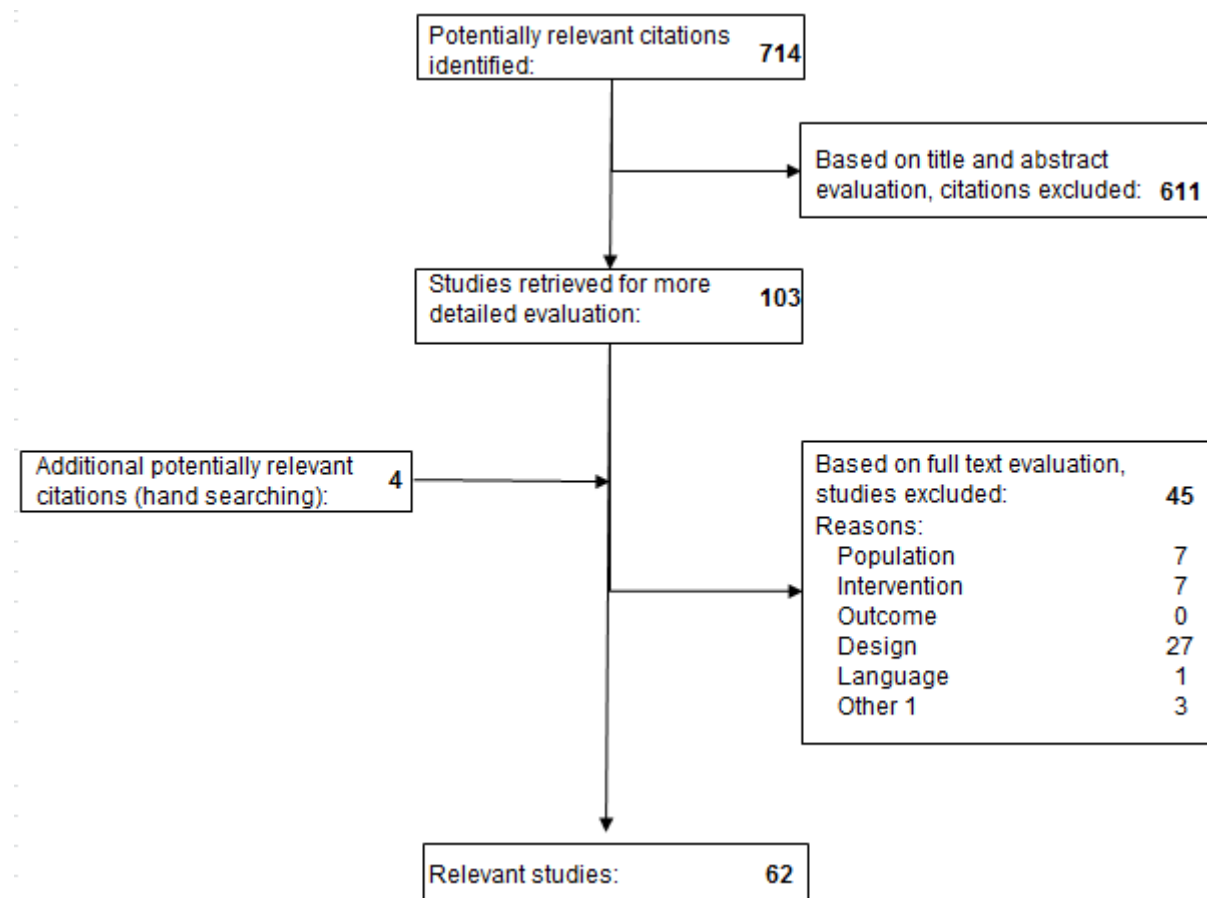 Potentially relevant citations
identified: 714
Based on title and abstract
evaluation, citations excluded: 611
Studies retrieved for more
detailed evaluation: 103
Additional potentially relevant
citations (hand searching): 4
Based on full text evaluation,
studies excluded: 45
Reasons:
Population 7
Intervention 7
Outcome 0
Design 27
Language 1
Other 1 3
Relevant studies: 62